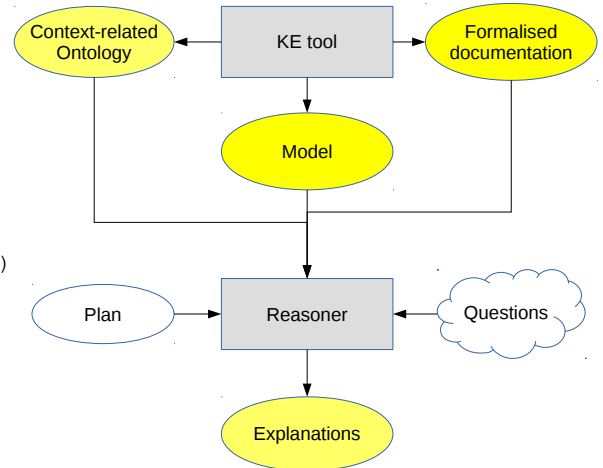 Context-related
Ontology
KE tool
Formalised
documentation
Model
)
Plan
Reasoner
Questions
Explanations